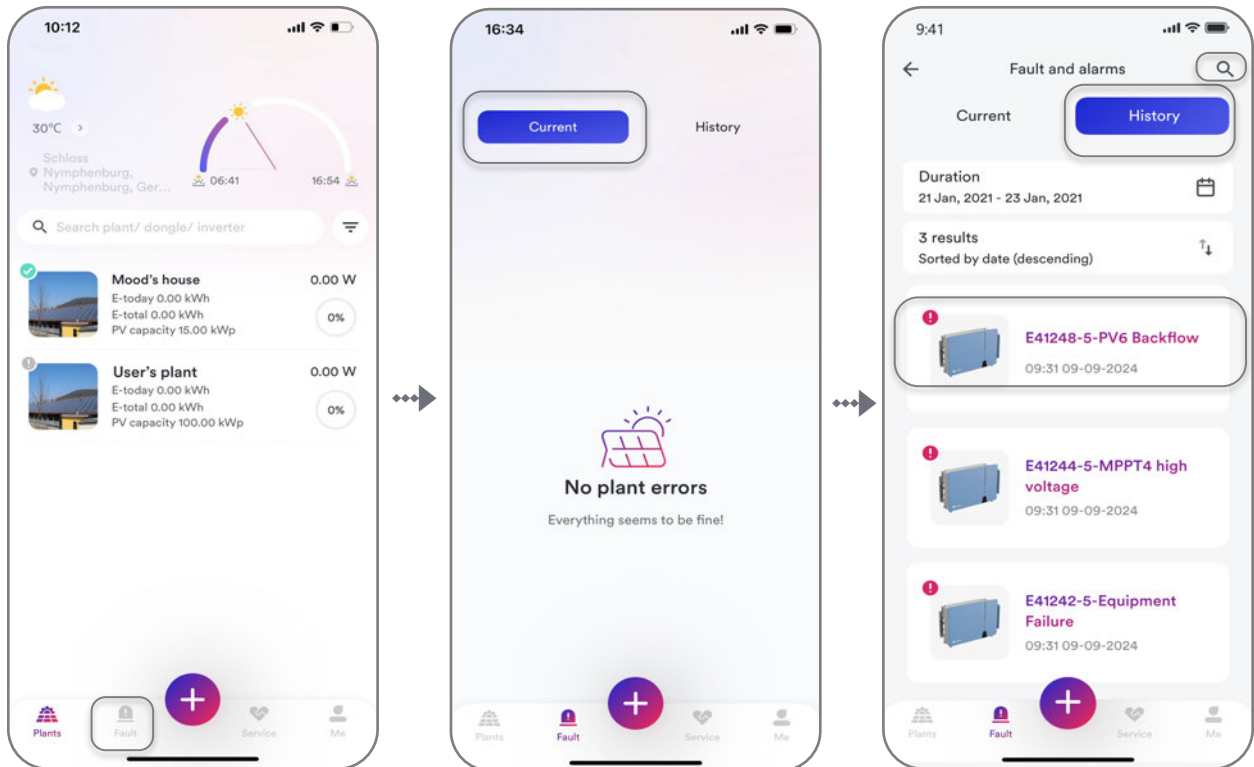 10:12
30°C
Schloss
Nymphenburg,
Nymphenburg, Ger...
06:41
16:54
Search plant/ dongle/ inverter
Mood's house
0.00 W
E-today 0.00 kWh
E-total 0.00 kWh
PV capacity 15.00 kWp
0%
User's plant
0.00 W
E-today 0.00 kWh
E-total 0.00 kWh
PV capacity 100.00 kWp
0%
Plants
Fault
Service
Me
16:34
Current
History
No plant errors
Everything seems to be fine!
Plants
Fault
Service
Me
9:41
Fault and alarms
Current
History
Duration
21 Jan, 2021 - 23 Jan, 2021
3 results
Sorted by date (descending)
E41248-5-PV6 Backflow
09:31 09-09-2024
E41244-5-MPPT4 high
voltage
09:31 09-09-2024
E41242-5-Equipment
Failure
09:31 09-09-2024
Plants
Fault
Service
Me